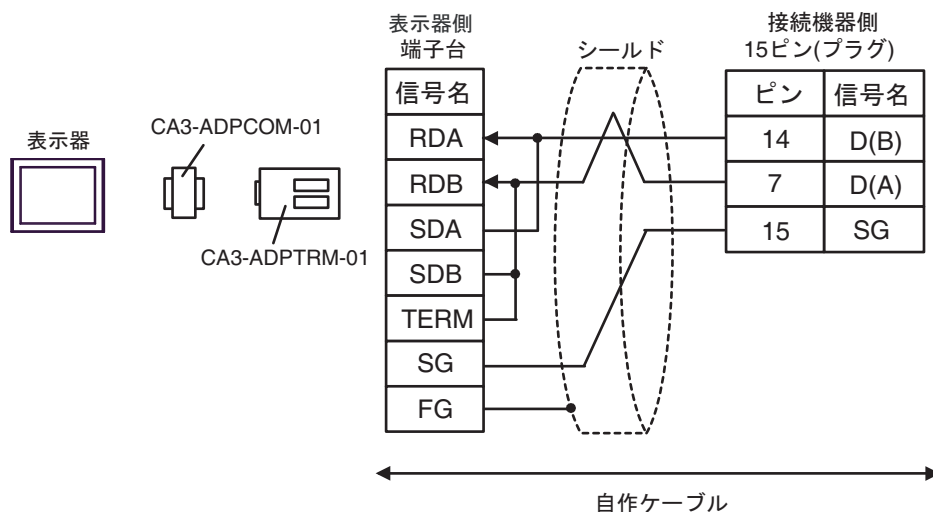 表示器
CA3-ADPCOM-01
CA3-ADPTRM-01
表示器側
端子台
信号名
RDA
RDB
SDA
SDB
TERM
SG
FG
シールド
接続機器側
15ピン(プラグ)
ピン 信号名
14 D(B)
7 D(A)
15 SG
自作ケーブル